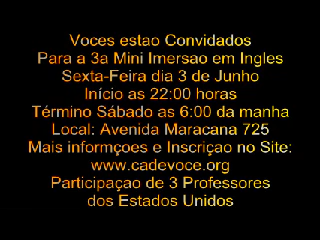 Voces estao Convidados
Para a 3a Mini Imersao em Ingles
Sexta-Feira dia 3 de Junho
Início as 22:00 horas
Término Sábado as 6:00 da manha
Local: Avenida Maracana 725
Mais informçoes e Inscriçao no Site:
www.cadevoce.org
Participaçao de 3 Professores
dos Estados Unidos